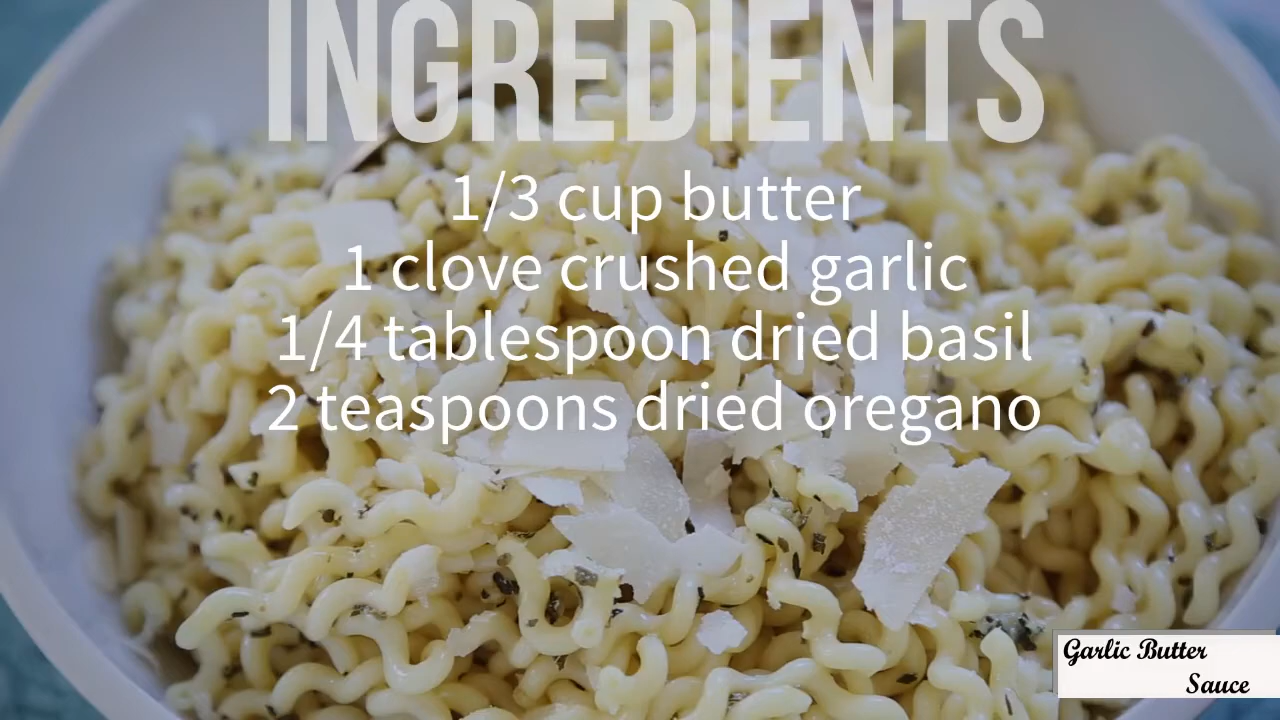 INGREDIENTS
1/3 cup butter
1 clove crushed garlic
1/4 tablespoon dried basil
2 teaspoons dried oregano
Garlic Butter
Sauce